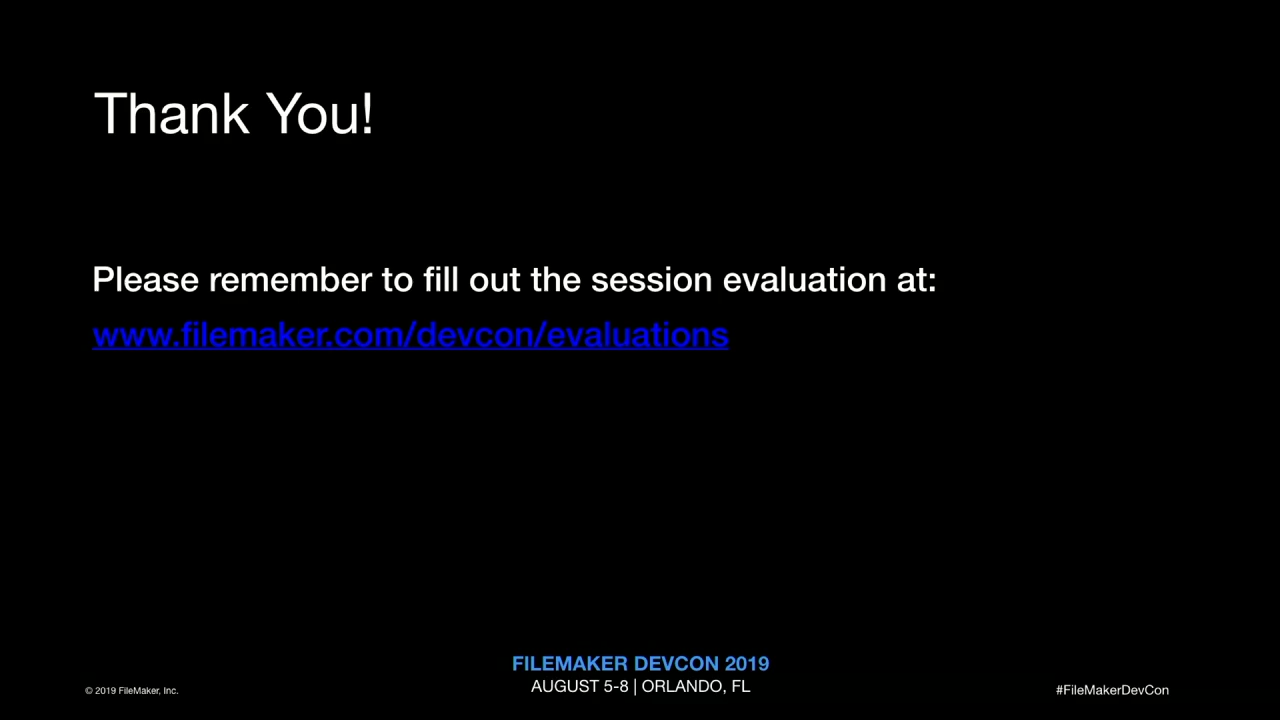 Thank You!
Please remember to fill out the session evaluation at:
www.filemaker.com/devcon/evaluations
FILEMAKER DEVCON 2019
AUGUST 5-8 | ORLANDO, FL
© 2019 FileMaker, Inc.
#FileMakerDevCon